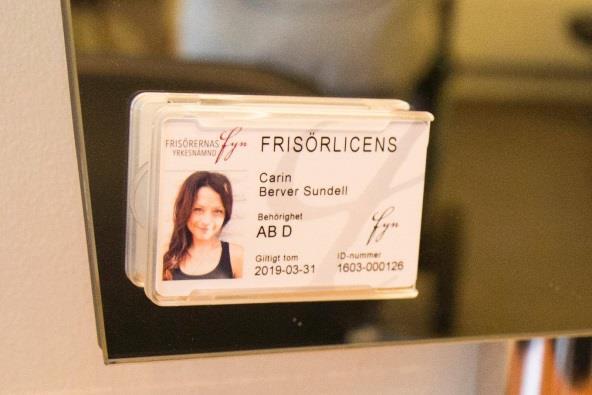 FRISÖRERNAS
YRKESNÄMND
fyn
FRISÖRLICENS
Carin
Berver Sundell
Behörighet
AB D
fyn
Giltigt tom
2019-03-31
ID-nummer
1603-000126